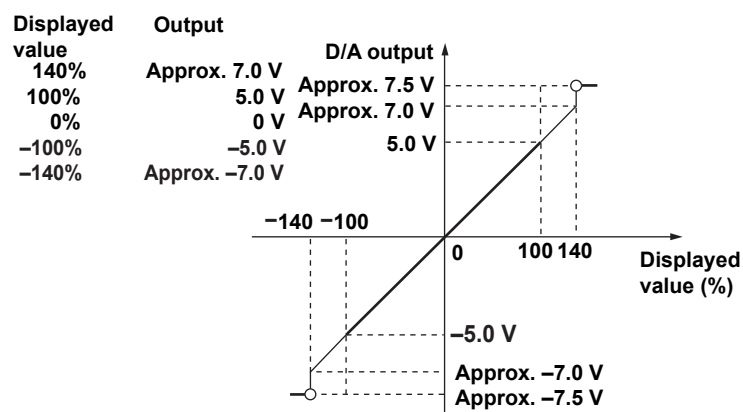 Displayed value Output
140% Approx. 7.0 V
100% 5.0 V
0% 0 V
–100% –5.0 V
–140% Approx. –7.0 V
D/A output
Approx. 7.5 V
Approx. 7.0 V
5.0 V
–140 –100
0 100 140
Displayed
value (%)
–5.0 V
Approx. –7.0 V
Approx. –7.5 V